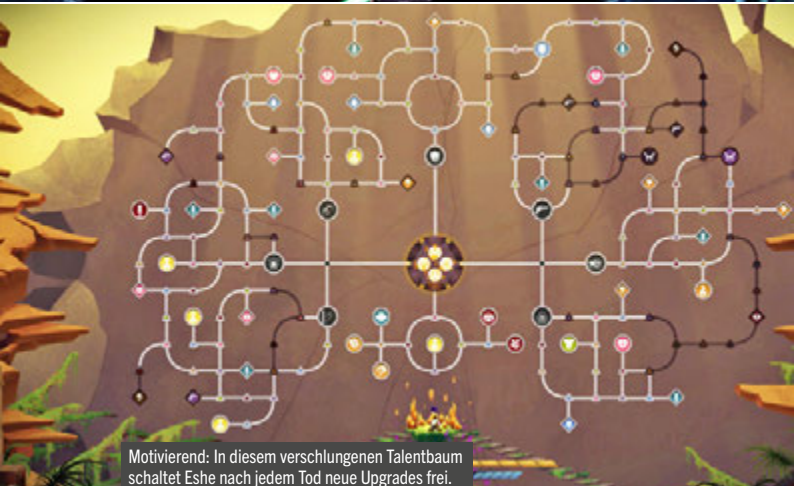 Motivierend: In diesem verschlungenen Talentbaum
schaltet Eshe nach jedem Tod neue Upgrades frei.